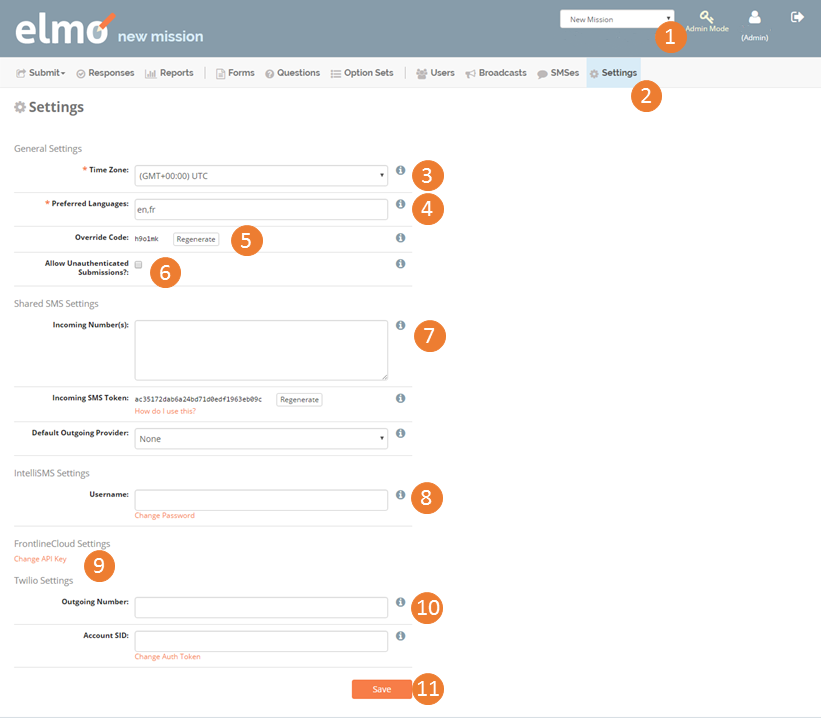 elmo new mission
New Mission
1
Admin Mode
(Admin)
Submit Responses Reports Forms Questions Option Sets Users Broadcasts SMSes Settings
2
Settings
General Settings
* Time Zone: (GMT+00:00) UTC 3
* Preferred Languages: en,fr 4
Override Code: h9o1mk Regenerate 5
Allow Unauthenticated
Submissions?: 6
Shared SMS Settings
Incoming Number(s): 7
Incoming SMS Token: ac35172dab6a24bd71d0edf1963eb09c Regenerate
How do I use this?
Default Outgoing Provider: None
IntelliSMS Settings
Username: 8
Change Password
FrontlineCloud Settings
Change API Key 9
Twilio Settings
Outgoing Number: 10
Account SID:
Change Auth Token
Save 11